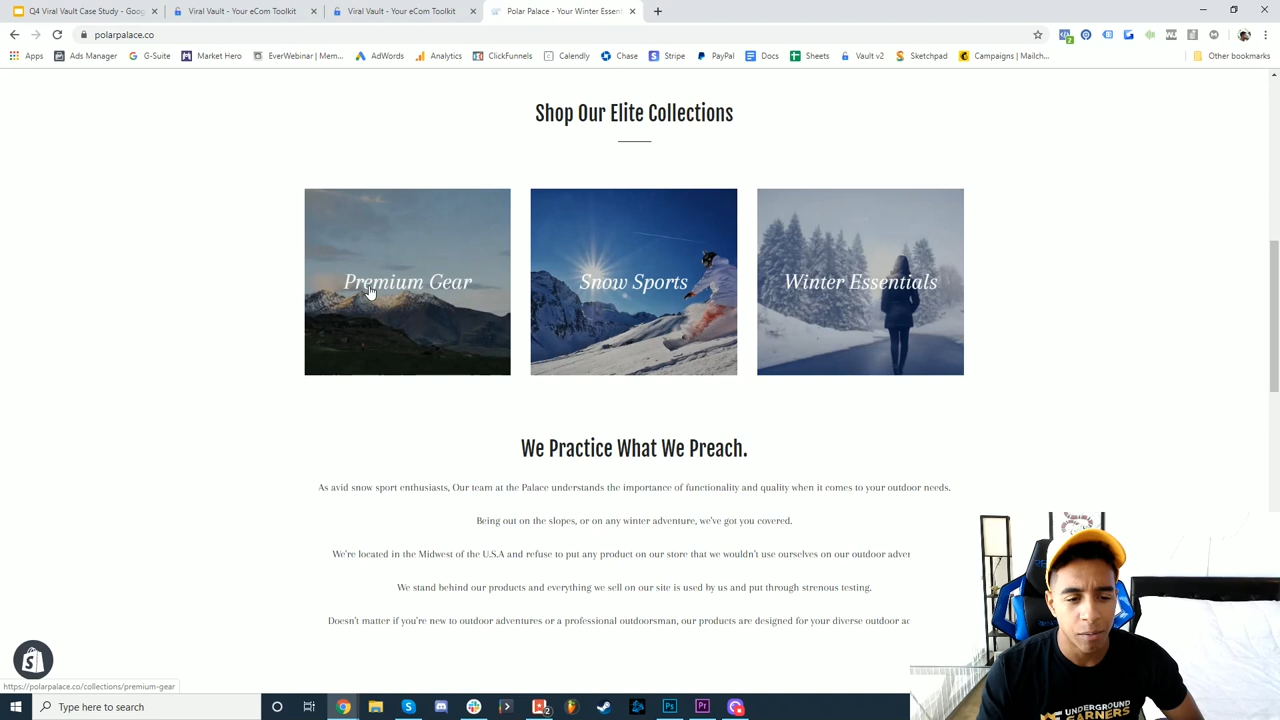 Q4 Viral Vault Case Study - Goog
Viral Vault - Your eCom Toolkit
Viral Vault - Your eCom Toolkit
Polar Palace - Your Winter Essent
polarpalace.co
Apps
Ads Manager
G-Suite
Market Hero
EverWebinar | Mem...
AdWords
Analytics
ClickFunnels
Calendly
Chase
Stripe
PayPal
Docs
Sheets
Vault v2
Sketchpad
Campaigns | Mailch...
Other bookmarks
Shop Our Elite Collections
Premium Gear
Snow Sports
Winter Essentials
We Practice What We Preach.
As avid snow sport enthusiasts, Our team at the Palace understands the importance of functionality and quality when it comes to your outdoor needs.
Being out on the slopes, or on any winter adventure, we've got you covered.
We're located in the Midwest of the U.S.A and refuse to put any product on our store that we wouldn't use ourselves on our outdoor adver
We stand behind our products and everything we sell on our site is used by us and put through strenous testing.
Doesn't matter if you're new to outdoor adventures or a professional outdoorsman, our products are designed for your diverse outdoor ac
https://polarpalace.co/collections/premium-gear
Type here to search
UNDERGROUND
EARNERS